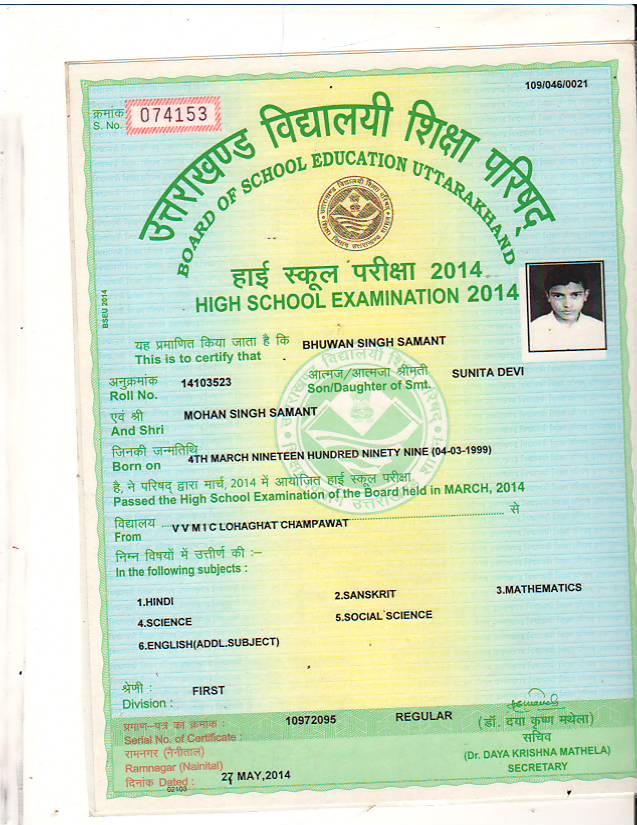 109/046/0021
क्रमांक
S. No.
074153
उत्तराखण्ड विद्यालयी शिक्षा परिषद्
BOARD OF SCHOOL EDUCATION UTTARAKHAND
हाई स्कूल परीक्षा 2014
HIGH SCHOOL EXAMINATION 2014
BSEU 2014
यह प्रमाणित किया जाता है कि BHUWAN SINGH SAMANT
This is to certify that
अनुक्रमांक 14103523 आत्मज/आत्मजा श्रीमती SUNITA DEVI
Roll No. Son/Daughter of Smt.
एवं श्री MOHAN SINGH SAMANT
And Shri
जिनकी जन्मतिथि
Born on 4TH MARCH NINETEEN HUNDRED NINETY NINE (04-03-1999)
है, ने परिषद् द्वारा मार्च, 2014 में आयोजित हाई स्कूल परीक्षा
Passed the High School Examination of the Board held in MARCH, 2014
विद्यालय V V M I C LOHAGHAT CHAMPAWAT से
From
निम्न विषयों में उत्तीर्ण की :–
In the following subjects :
1.HINDI 2.SANSKRIT 3.MATHEMATICS
4.SCIENCE 5.SOCIAL SCIENCE
6.ENGLISH(ADDL.SUBJECT)
श्रेणी : FIRST
Division :
प्रमाण–पत्र का क्रमांक : 10972095 REGULAR (डॉ. दया कृष्ण मथेला)
Serial No. of Certificate : सचिव
रामनगर (नैनीताल) (Dr. DAYA KRISHNA MATHELA)
Ramnagar (Nainital) SECRETARY
दिनांक Dated : 27 MAY,2014
02103